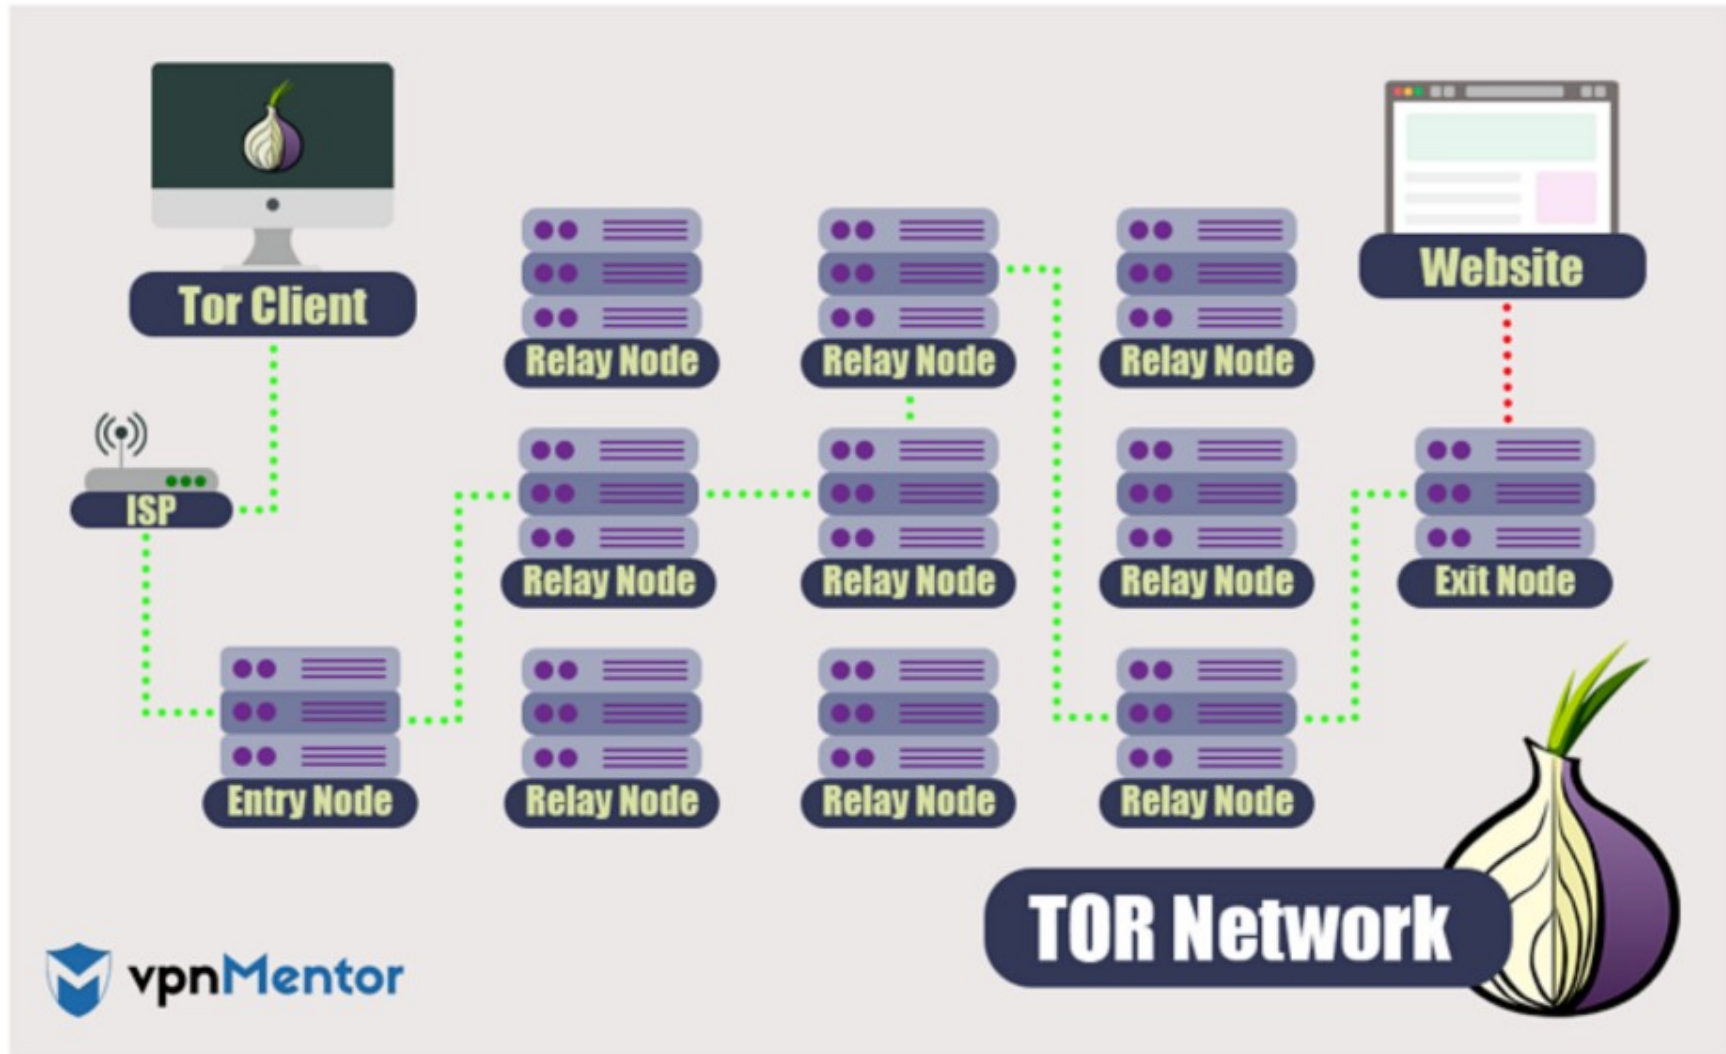 Tor Client
Website
Relay Node
Relay Node
Relay Node
ISP
Relay Node
Relay Node
Relay Node
Exit Node
Entry Node
Relay Node
Relay Node
Relay Node
TOR Network
vpnMentor